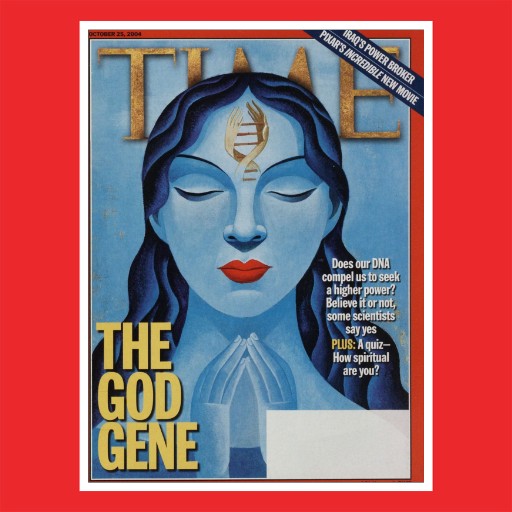 OCTOBER 25, 2004
TIME
IRAQ'S POWER BROKER
PIXAR'S INCREDIBLE NEW MOVIE
Does our DNA
compel us to seek
a higher power?
Believe it or not,
some scientists
say yes
PLUS: A quiz—
How spiritual
are you?
THE
GOD
GENE